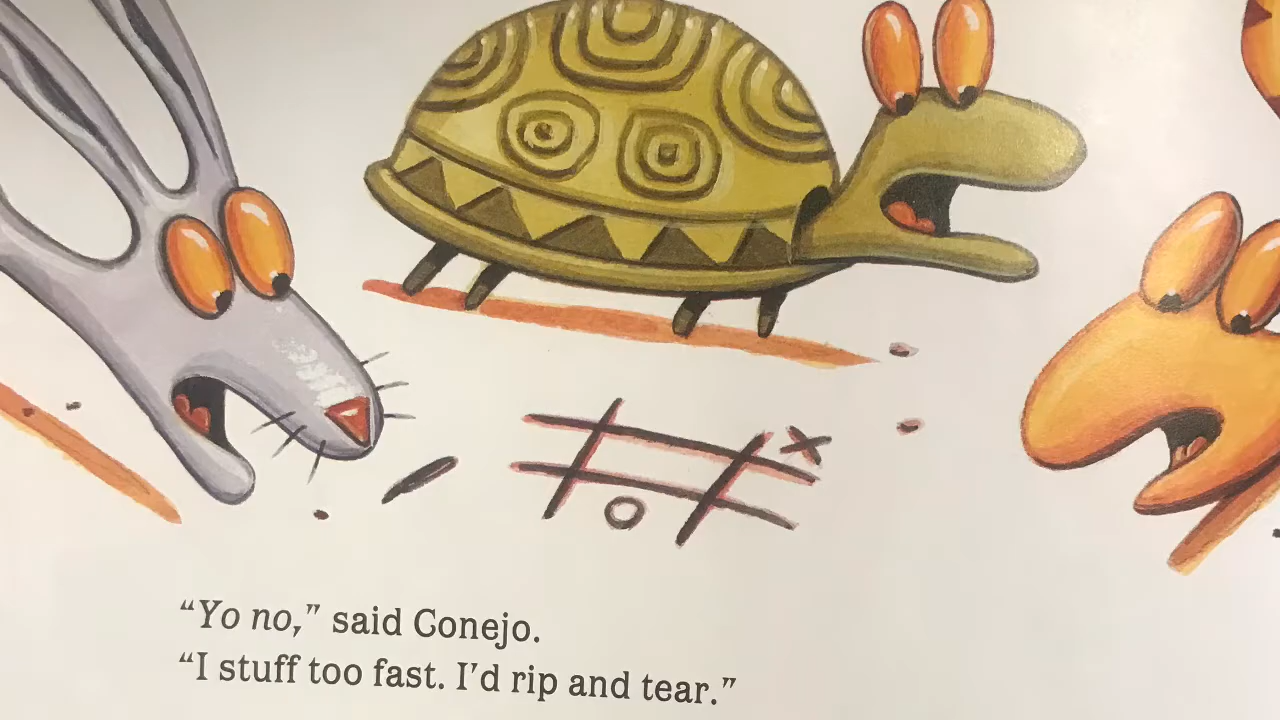 “Yo no,” said Conejo.
“I stuff too fast. I’d rip and tear.”